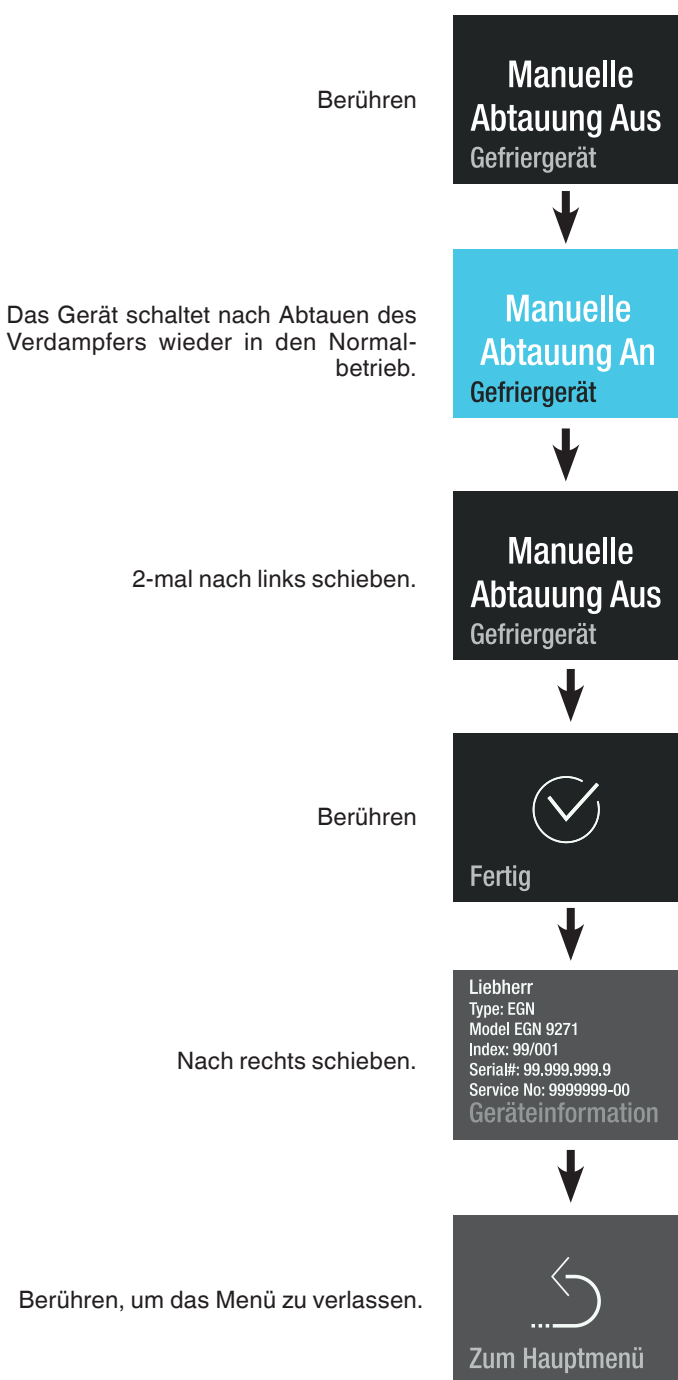 Berühren
Manuelle
Abtauung Aus
Gefriergerät
Das Gerät schaltet nach Abtauen des
Verdampfers wieder in den Normal-
betrieb.
Manuelle
Abtauung An
Gefriergerät
2-mal nach links schieben.
Manuelle
Abtauung Aus
Gefriergerät
Berühren
Fertig
Nach rechts schieben.
Liebherr
Type: EGN
Model EGN 9271
Index: 99/001
Serial#: 99.999.999.9
Service No: 9999999-00
Geräteinformation
Berühren, um das Menü zu verlassen.
Zum Hauptmenü